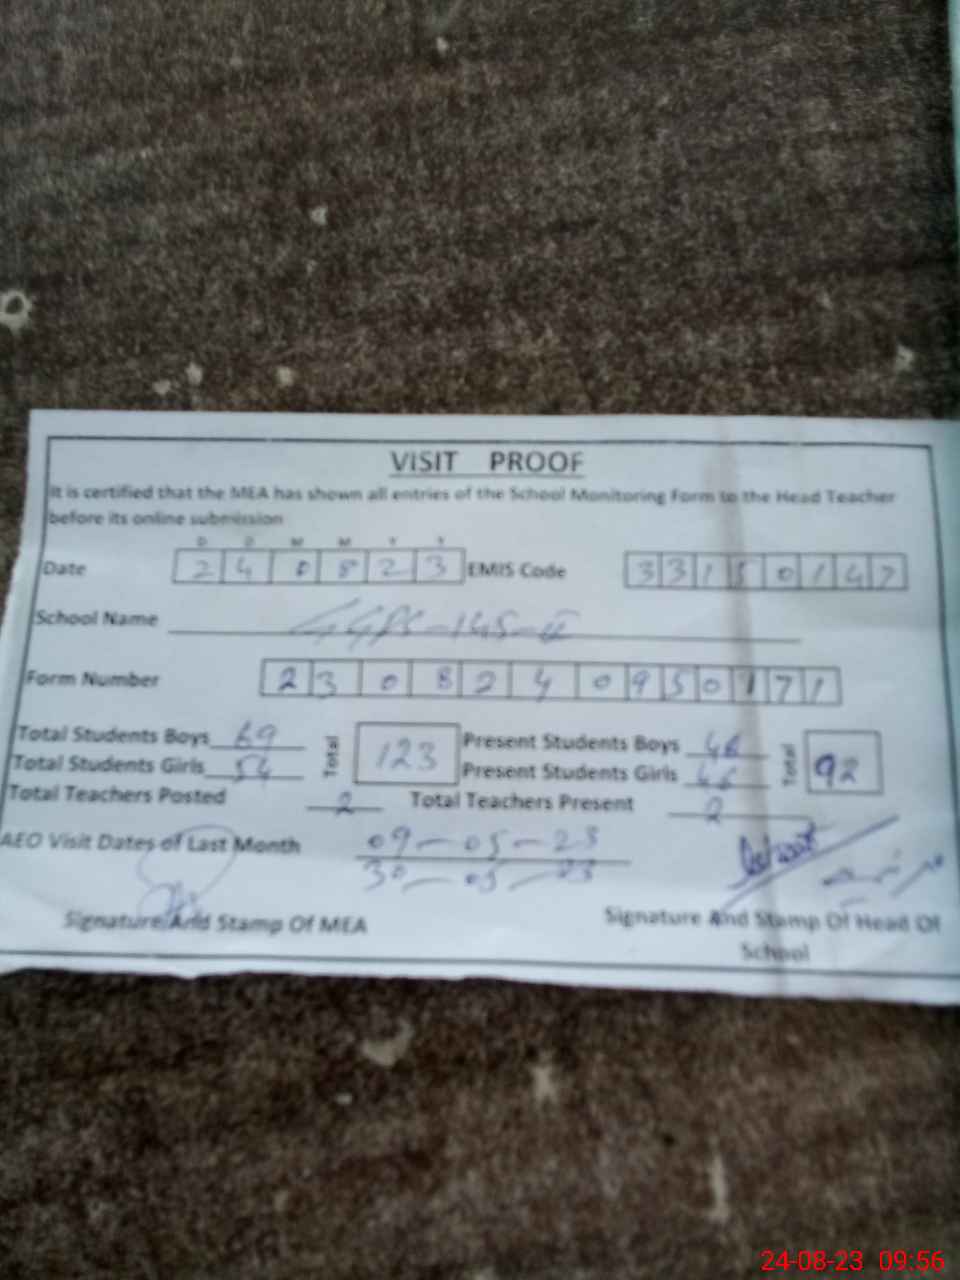 VISIT PROOF
It is certified that the MEA has shown all entries of the School Monitoring Form to the Head Teacher
before its online submission
D D M M Y Y
Date 2 4 0 8 2 3 EMIS Code 3 3 1 5 0 1 4 7
School Name
Form Number 2 3 0 8 2 4 0 9 5 0 1 7 1
Total Students Boys 69 Total 123 Present Students Boys 46 Total 92
Total Students Girls 54 Present Students Girls 46
Total Teachers Posted 2 Total Teachers Present 2
AEO Visit Dates of Last Month 09-05-23
30-05-23
Signature And Stamp Of MEA Signature And Stamp Of Head Of
School
24-08-23 09:56